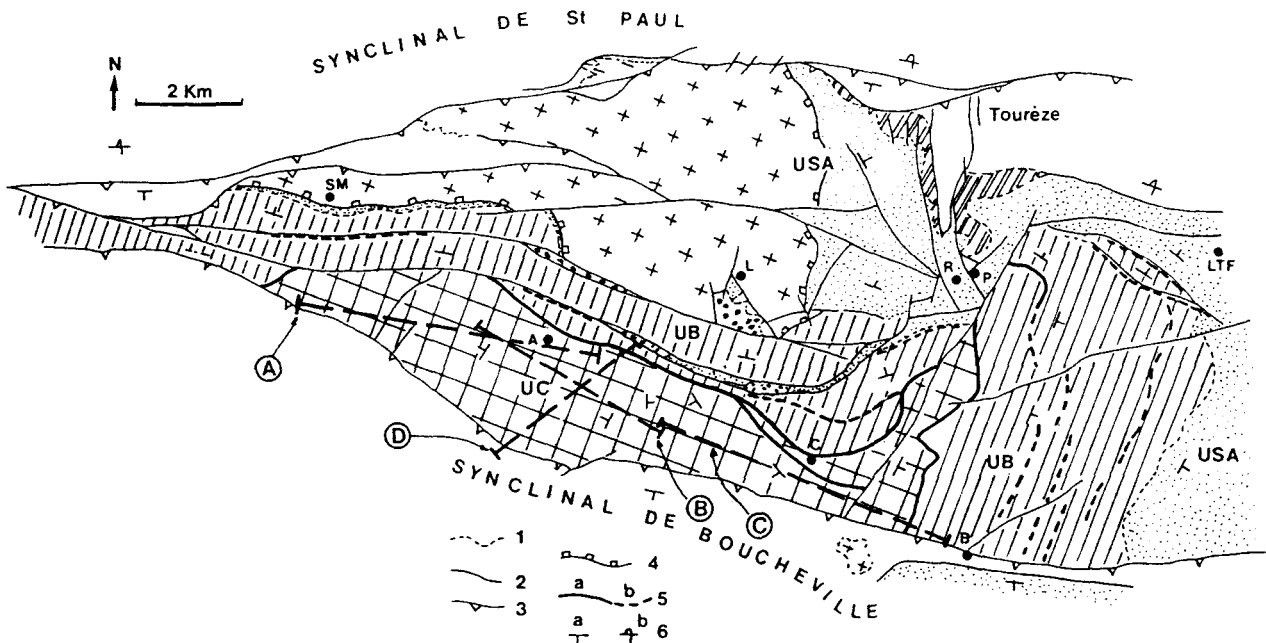 SYNCLINAL DE St PAUL
N
2 Km
Tourèze
USA
SM
L
R
P
LTF
UB
A
A
UC
UB
USA
D
C
B
C
B
SYNCLINAL DE BOUCHEVILLE
1
4
2
a b
5
3
a b
6